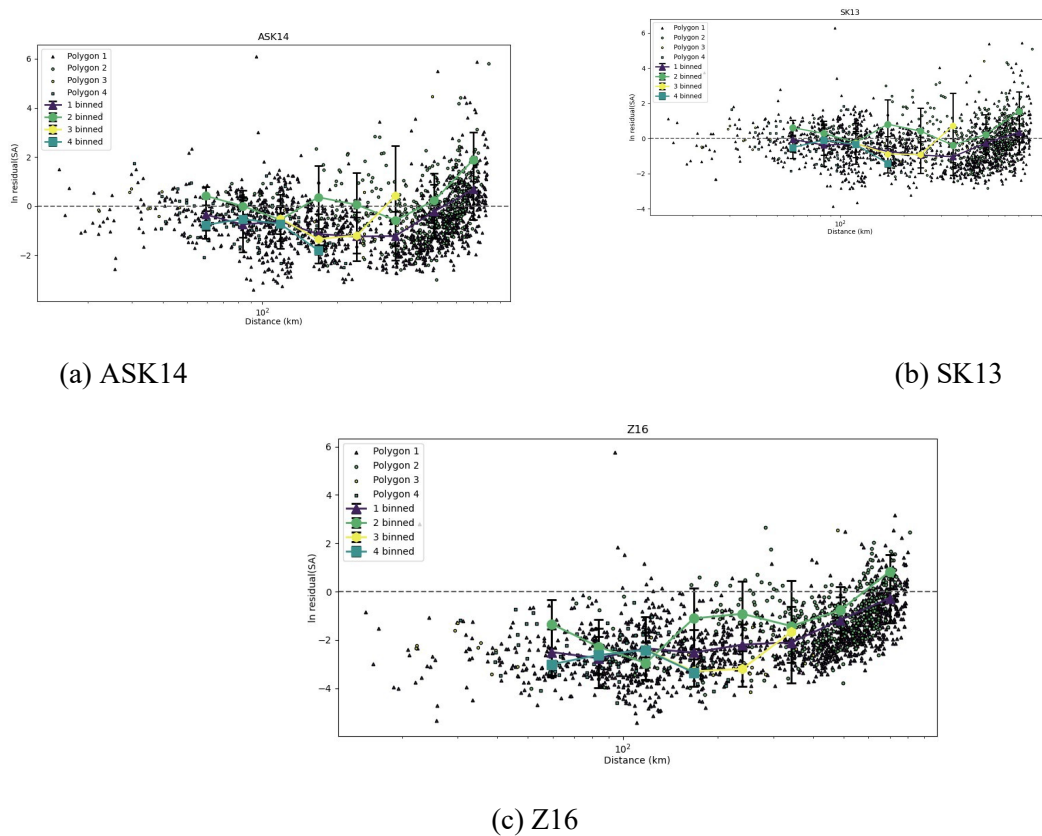 ASK14
Polygon 1
Polygon 2
Polygon 3
Polygon 4
1 binned
2 binned
3 binned
4 binned
6
4
2
0
−2
ln residual(SA)
10²
Distance (km)
SK13
Polygon 1
Polygon 2
Polygon 3
Polygon 4
1 binned
2 binned
3 binned
4 binned
6
4
2
0
−2
−4
ln residual(SA)
10²
Distance (km)
(a) ASK14
(b) SK13
Z16
Polygon 1
Polygon 2
Polygon 3
Polygon 4
1 binned
2 binned
3 binned
4 binned
6
4
2
0
−2
−4
ln residual(SA)
10²
Distance (km)
(c) Z16